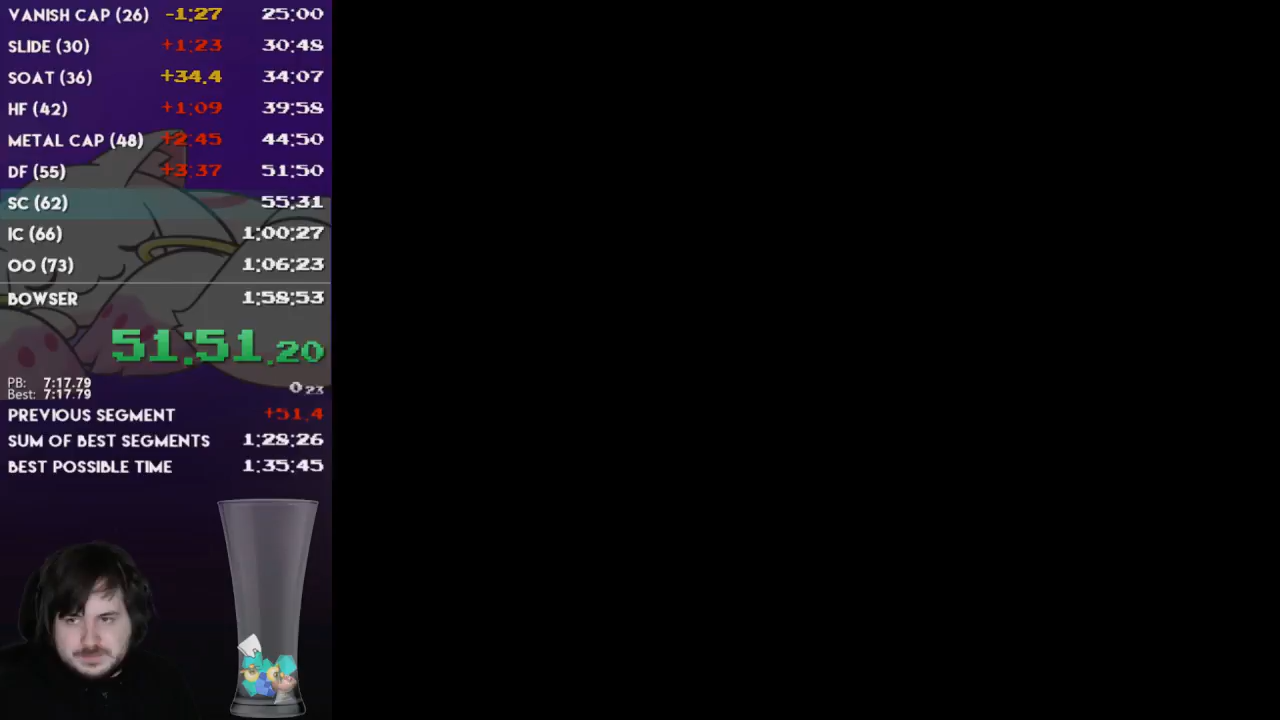 VANISH CAP (26) -1:27 25:00
SLIDE (30) +1:23 30:48
SOAT (36) +34.4 34:07
HF (42) +1:09 39:58
METAL CAP (48) +2:45 44:50
DF (55) +3:37 51:50
SC (62) 55:31
IC (66) 1:00:27
OO (73) 1:06:23
BOWSER 1:58:53
51:51.20
PB: 7:17.79
Best: 7:17.79 0.23
PREVIOUS SEGMENT +51.4
SUM OF BEST SEGMENTS 1:28:26
BEST POSSIBLE TIME 1:35:45